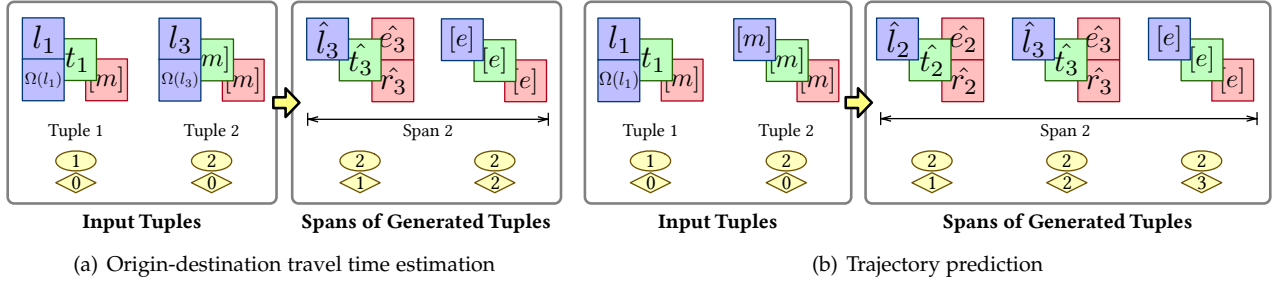 l₁ t₁ Ω(l₁) [m]
l₃ m] Ω(l₃) [m]
l̂₃ t̂₃ ê₃ r̂₃
[e] [e] [e]
Tuple 1 Tuple 2 Span 2
1 2 2 2
0 0 1 2
Input Tuples Spans of Generated Tuples
(a) Origin-destination travel time estimation
l₁ t₁ Ω(l₁) [m]
[m] [m] [m]
l̂₂ t̂₂ ê₂ r̂₂
l̂₃ t̂₃ ê₃ r̂₃
[e] [e] [e]
Tuple 1 Tuple 2 Span 2
1 2 2 2 2
0 0 1 2 3
Input Tuples Spans of Generated Tuples
(b) Trajectory prediction